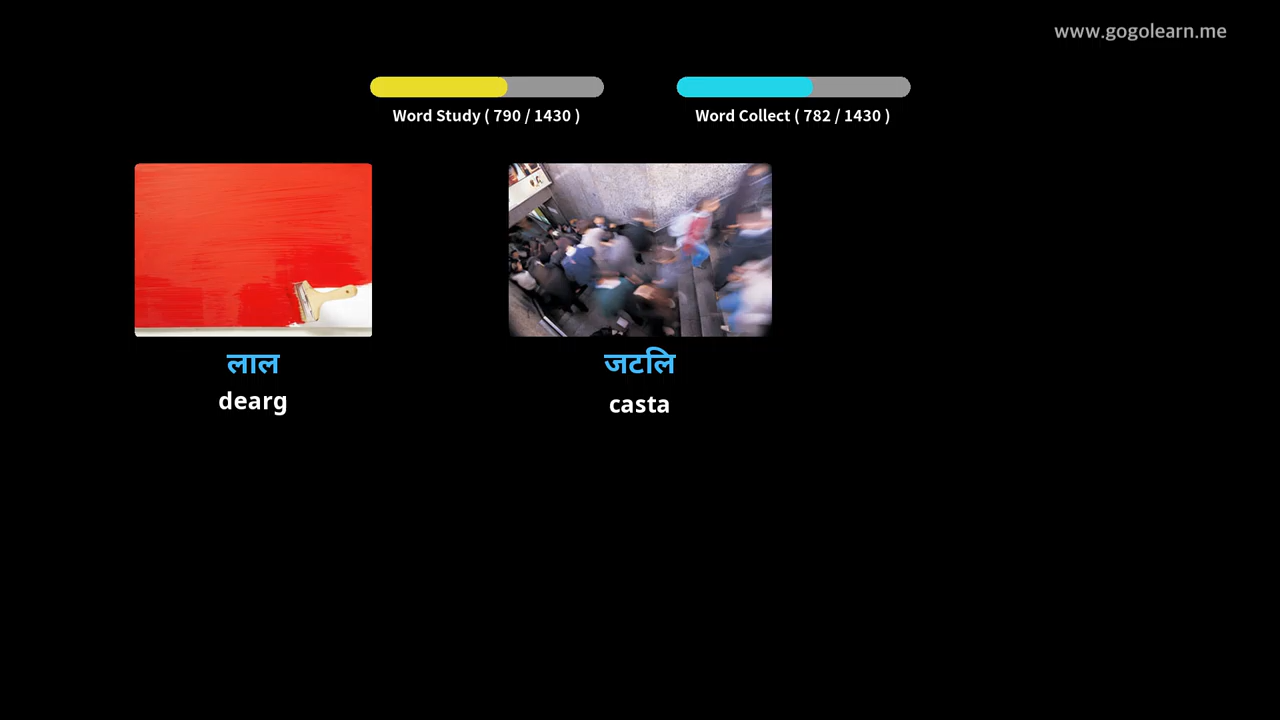 www.gogolearn.me
Word Study ( 790 / 1430 )
Word Collect ( 782 / 1430 )
लाल
dearg
जटलि
casta